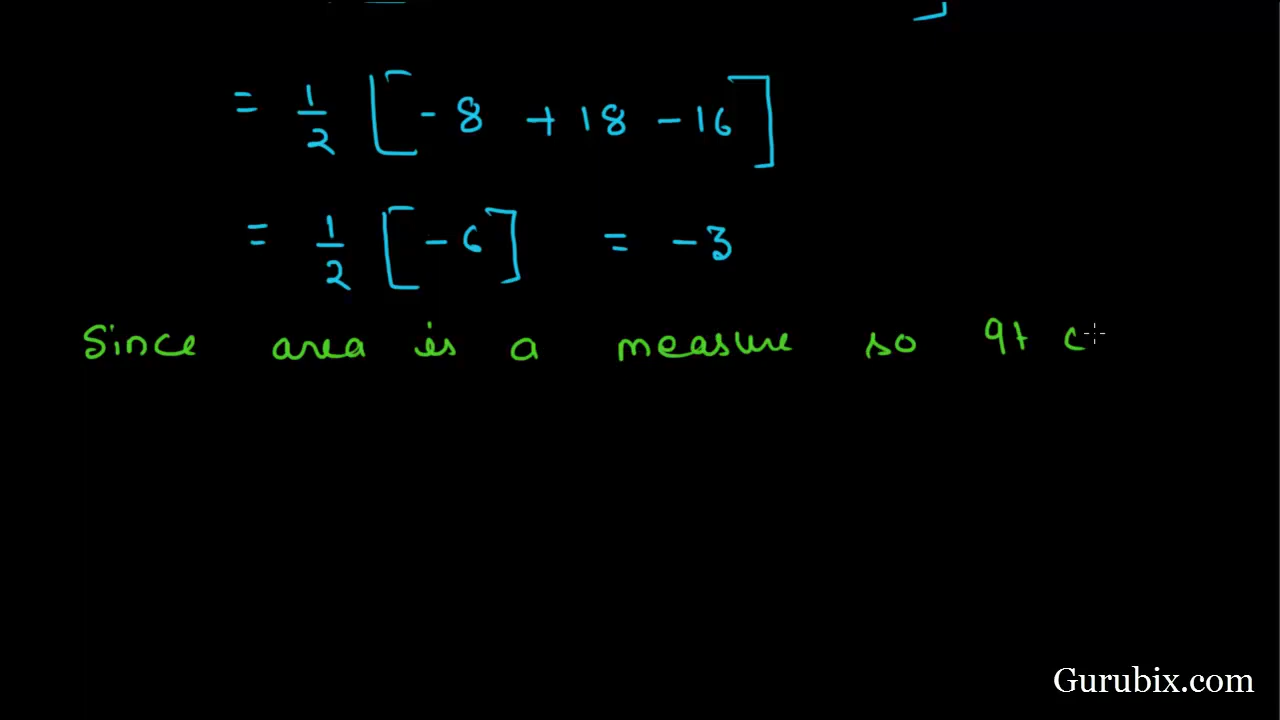 = 1/2 [ -8 + 18 - 16 ]
= 1/2 [ -6 ] = -3
Since area is a measure so it c
Gurubix.com